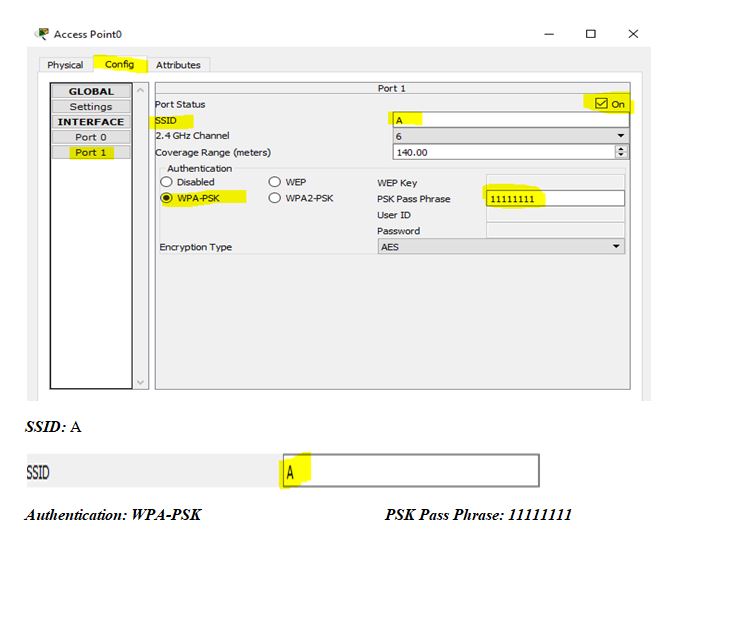 Access Point0
Physical Config Attributes
GLOBAL
Settings
INTERFACE
Port 0
Port 1
Port 1
Port Status On
SSID A
2.4 GHz Channel 6
Coverage Range (meters) 140.00
Authentication
Disabled WEP WEP Key
WPA-PSK WPA2-PSK PSK Pass Phrase 11111111
User ID
Password
Encryption Type AES
SSID: A
SSID A
Authentication: WPA-PSK PSK Pass Phrase: 11111111